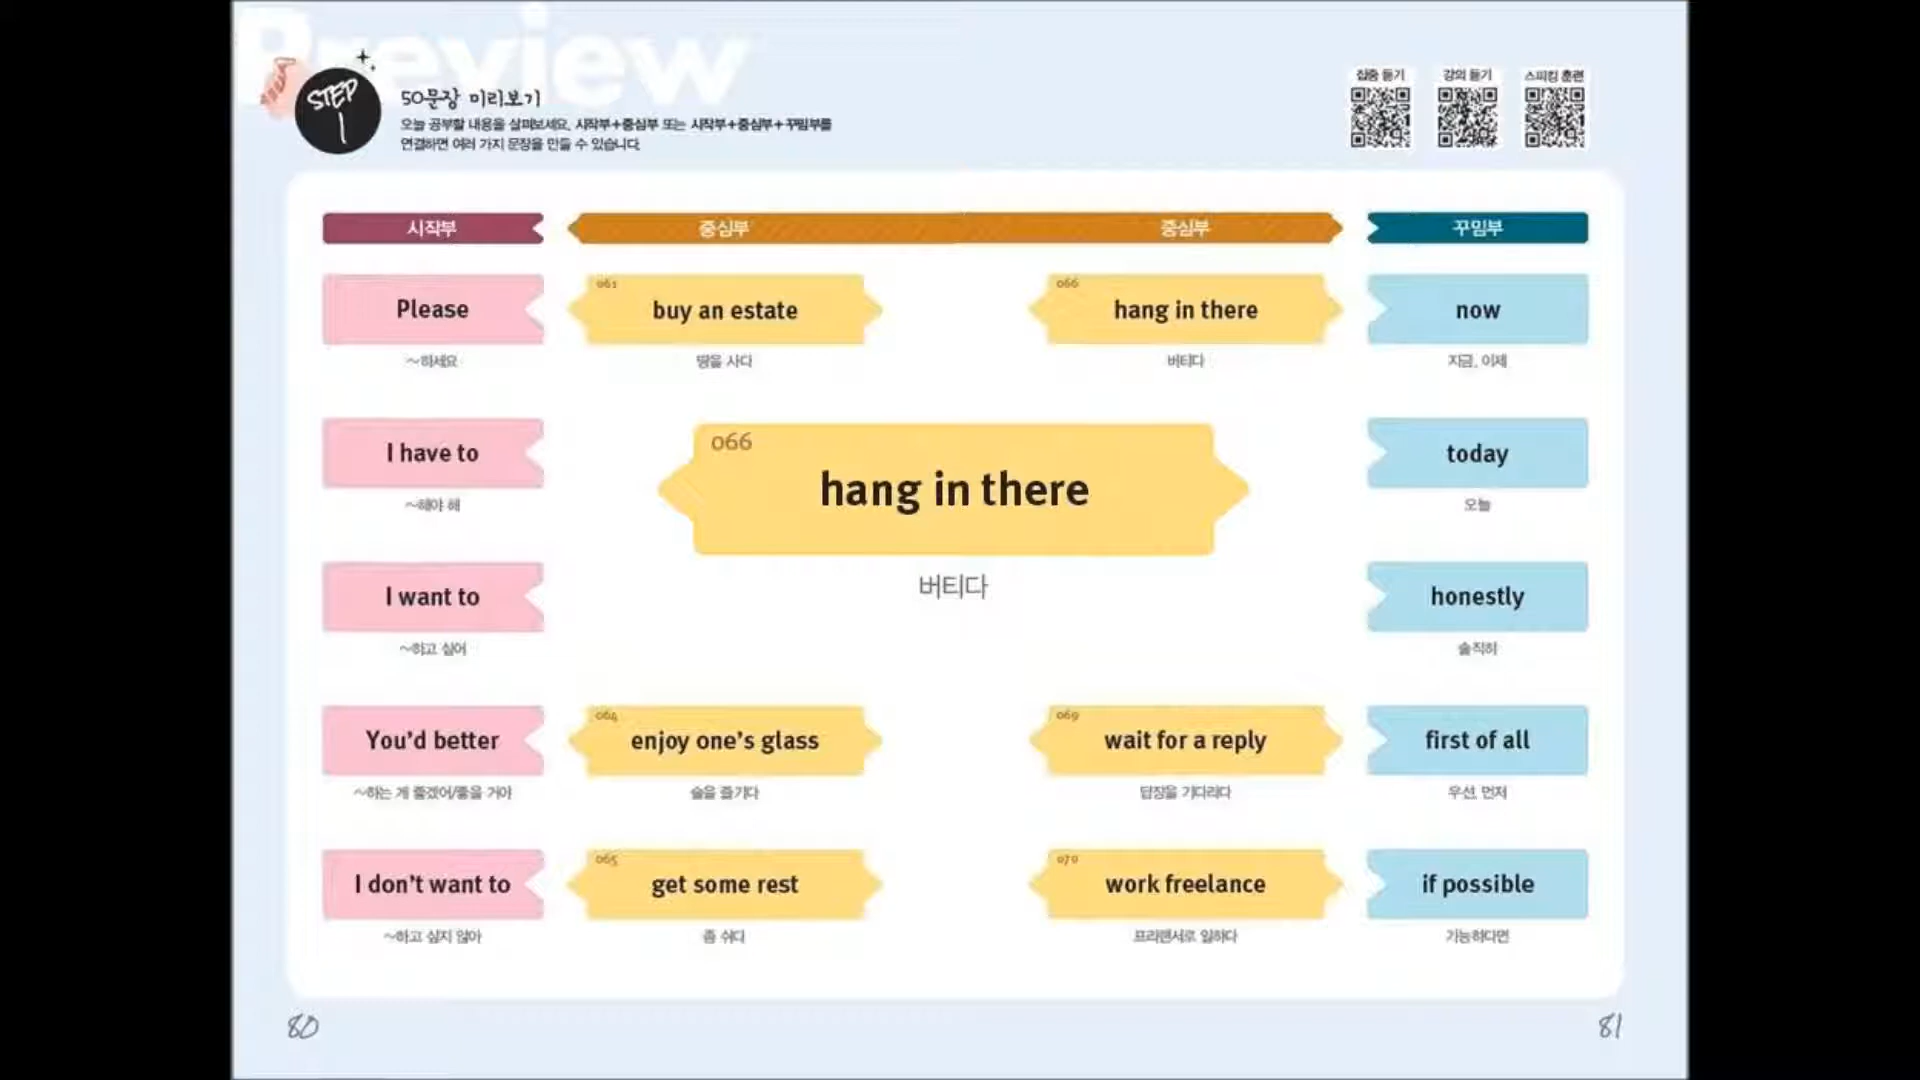 Preview
STEP
1
50문장 미리보기
오늘 공부할 내용을 살펴보세요. 시작부+중심부 또는 시작부+중심부+꾸밈부를
연결하면 여러 가지 문장을 만들 수 있습니다.
집중 듣기
강의 듣기
스피킹 훈련
시작부
중심부
중심부
꾸밈부
Please
~하세요
061
buy an estate
땅을 사다
066
hang in there
버티다
now
지금, 이제
I have to
~해야 해
066
hang in there
버티다
today
오늘
I want to
~하고 싶어
honestly
솔직히
You'd better
~하는 게 좋겠어/좋을 거야
064
enjoy one's glass
술을 즐기다
069
wait for a reply
답장을 기다리다
first of all
우선, 먼저
I don't want to
~하고 싶지 않아
065
get some rest
좀 쉬다
070
work freelance
프리랜서로 일하다
if possible
가능하다면
80
81